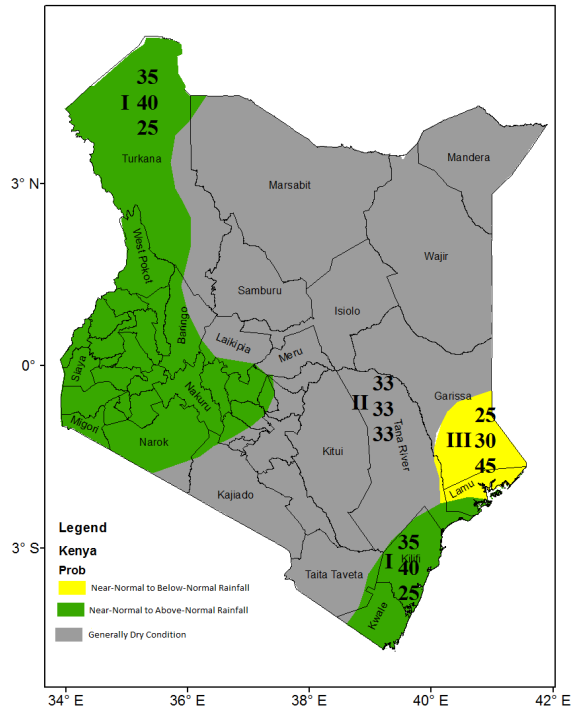 35
I 40
25
Turkana
Mandera
Marsabit
Wajir
West Pokot
Samburu
Isiolo
Baringo
Laikipia
Meru
Siaya
Nakuru
33
II 33
33
Tana River
Garissa
25
III 30
45
Migori
Narok
Kitui
Lamu
Kajiado
35
Kilifi
I 40
25
Taita Taveta
Kwale
Legend
Kenya
Prob
Near-Normal to Below-Normal Rainfall
Near-Normal to Above-Normal Rainfall
Generally Dry Condition
3° N
0°
3° S
34° E
36° E
38° E
40° E
42° E